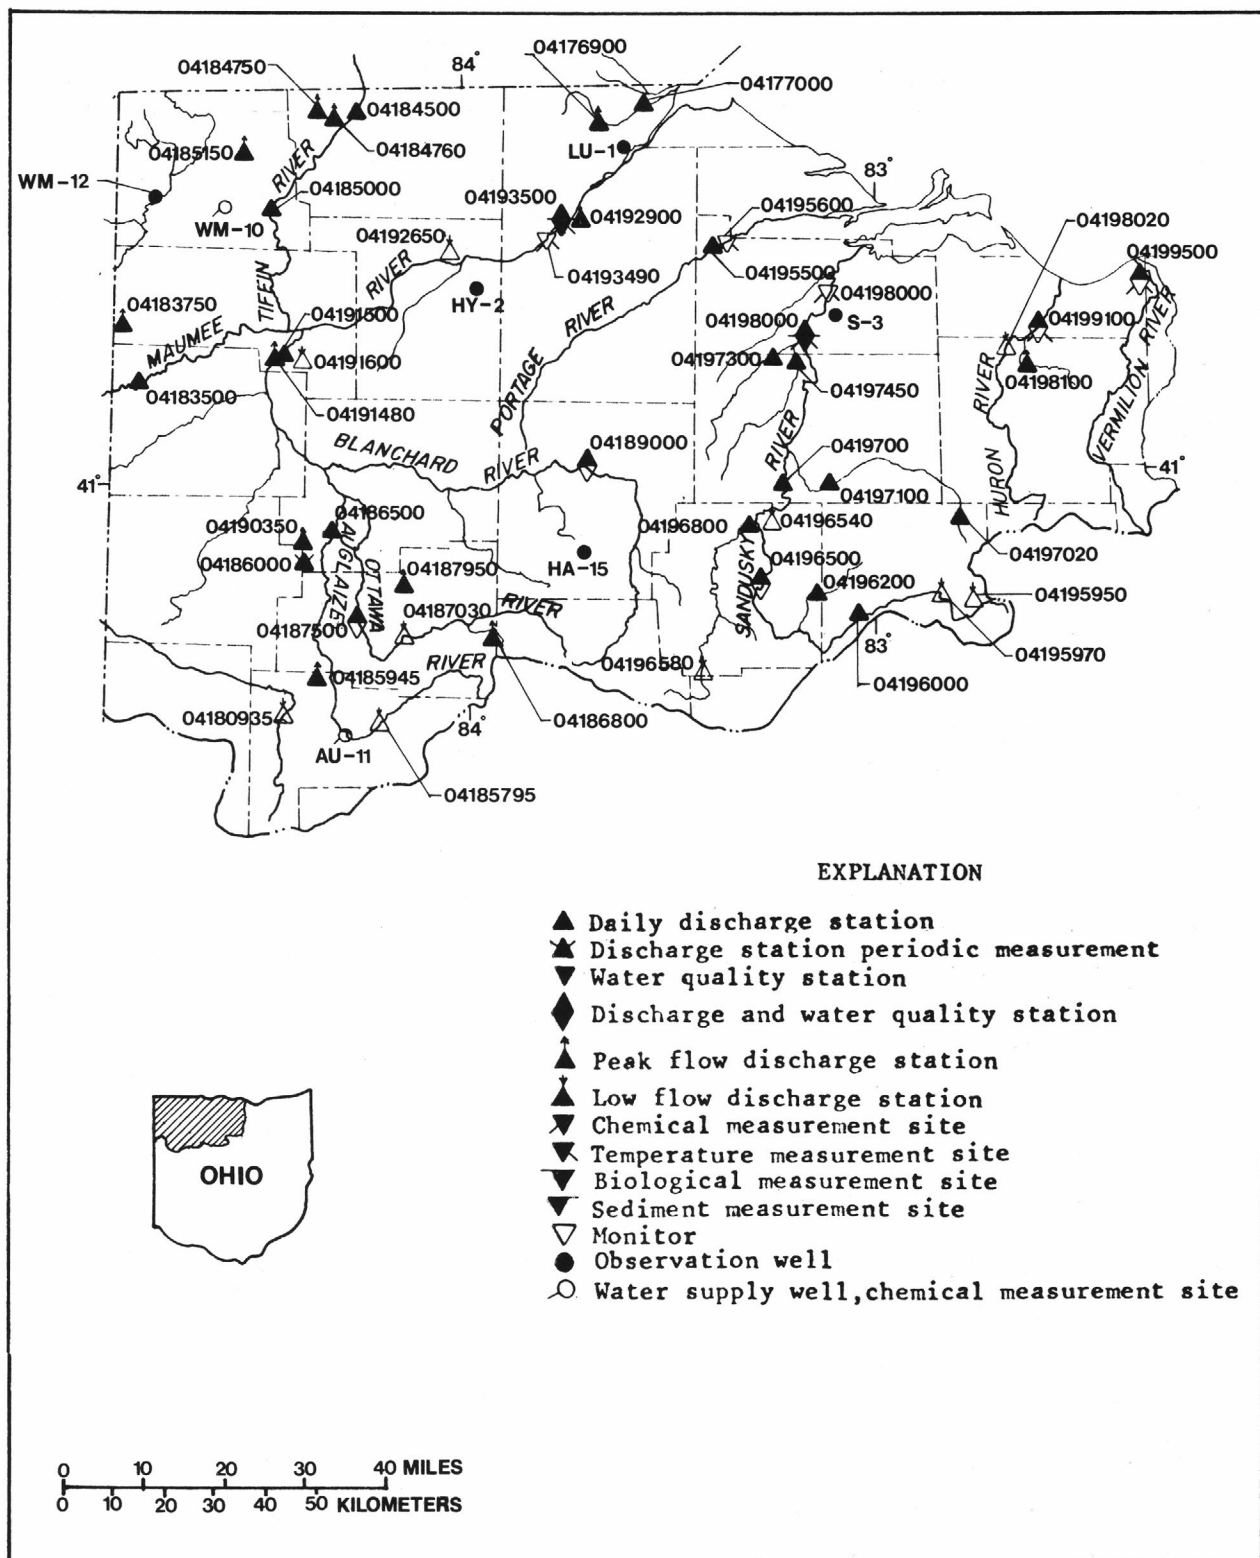 04176900
04184750
84°
04177000
04184500
04184760
04185150
LU-1
83°
WM-12
RIVER
04185000
04193500
04192900
04195600
04198020
WM-10
04192650
04199500
04193490
04195500
TIFFIN
RIVER
HY-2
04198000
04183750
04191500
RIVER
04198000
S-3
04199100
MAUMEE
04191600
04197300
04198100
RIVER
04183500
04191480
PORTAGE
04197450
RIVER
VERMILION RIVER
BLANCHARD
RIVER
04189000
RIVER
0419700
HURON
41°
41°
04197100
04186500
04190350
04196800
04196540
04186000
AUGLAIZE
OTTAWA
HA-15
04196500
04197020
04187950
SANDUSKY
04196200
04187030
RIVER
04195950
04187500
83°
RIVER
04196580
04195970
04185945
04196000
04180935
84°
04186800
AU-11
04185795
EXPLANATION
Daily discharge station
Discharge station periodic measurement
Water quality station
Discharge and water quality station
Peak flow discharge station
Low flow discharge station
Chemical measurement site
Temperature measurement site
Biological measurement site
Sediment measurement site
Monitor
Observation well
Water supply well,chemical measurement site
OHIO
0 10 20 30 40 MILES
0 10 20 30 40 50 KILOMETERS